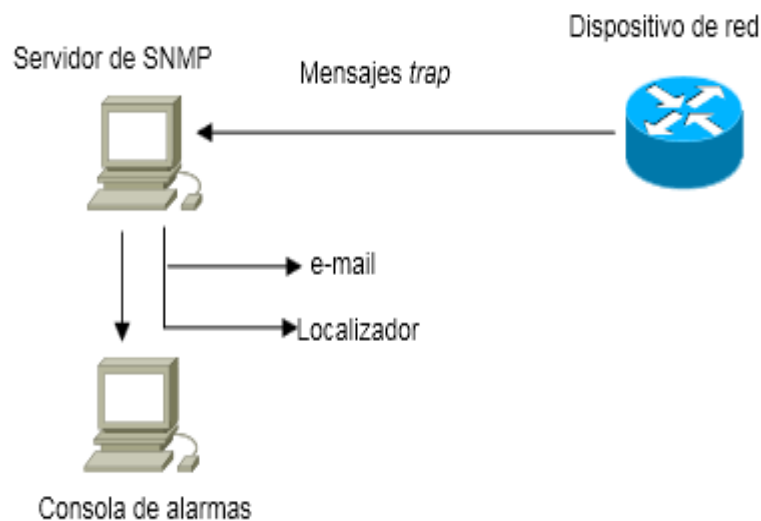 Dispositivo de red
Servidor de SNMP
Mensajes trap
e-mail
Localizador
Consola de alarmas